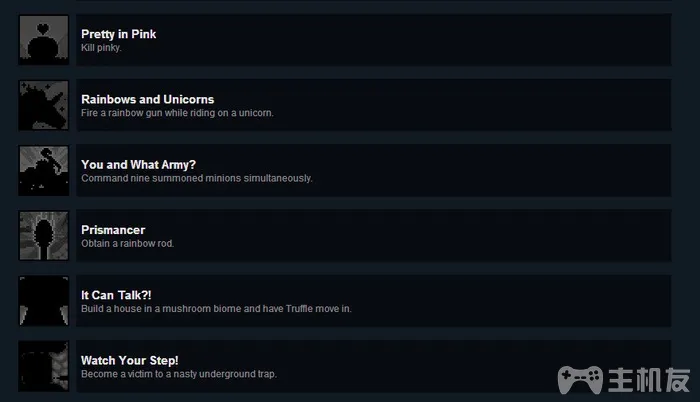 Pretty in Pink
Kill pinky.
Rainbows and Unicorns
Fire a rainbow gun while riding on a unicorn.
You and What Army?
Command nine summoned minions simultaneously.
Prismancer
Obtain a rainbow rod.
It Can Talk?!
Build a house in a mushroom biome and have Truffle move in.
Watch Your Step!
Become a victim to a nasty underground trap.
主机友